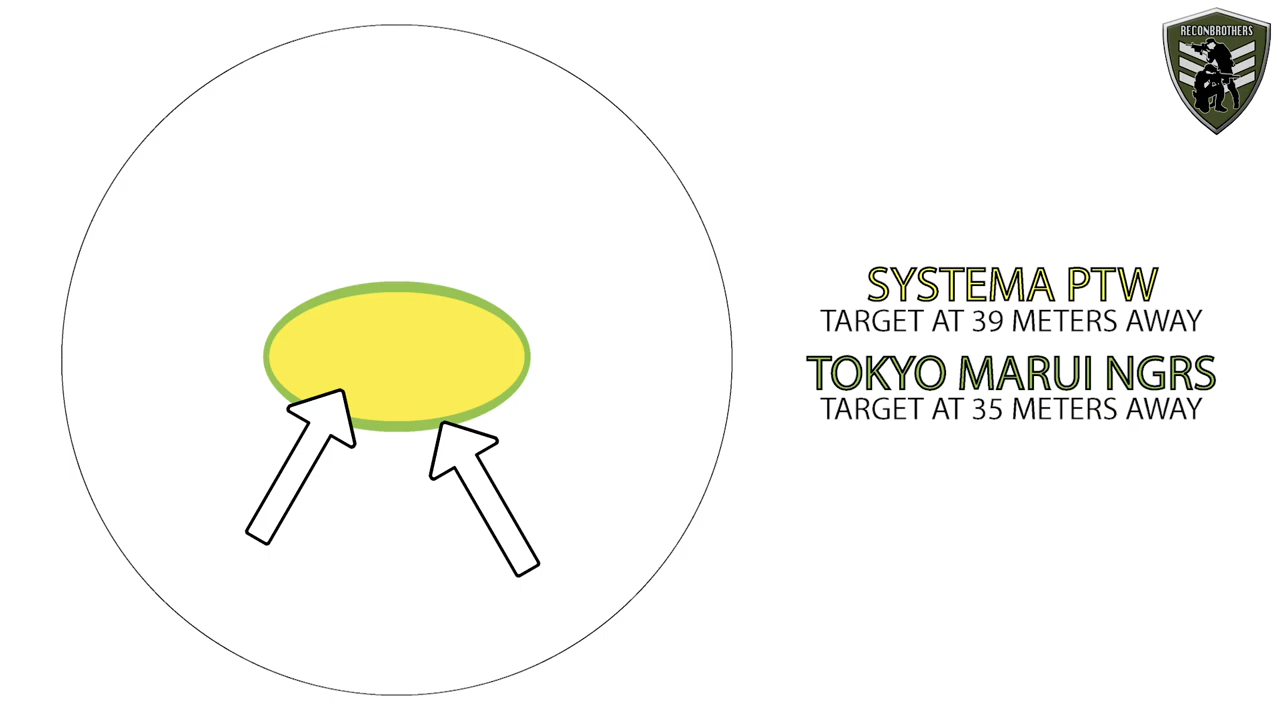 RECONBROTHERS
SYSTEMA PTW
TARGET AT 39 METERS AWAY
TOKYO MARUI NGRS
TARGET AT 35 METERS AWAY